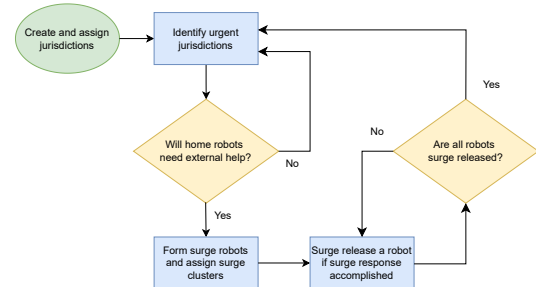 Create and assign
jurisdictions
Identify urgent
jurisdictions
Will home robots
need external help?
No
Yes
Form surge robots
and assign surge
clusters
Surge release a robot
if surge response
accomplished
Are all robots
surge released?
No
Yes